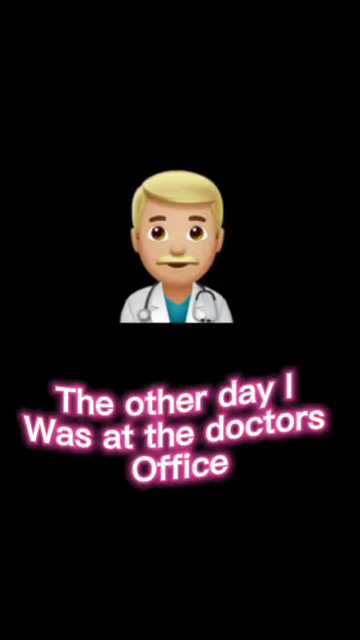 The other day I
Was at the doctors
Office